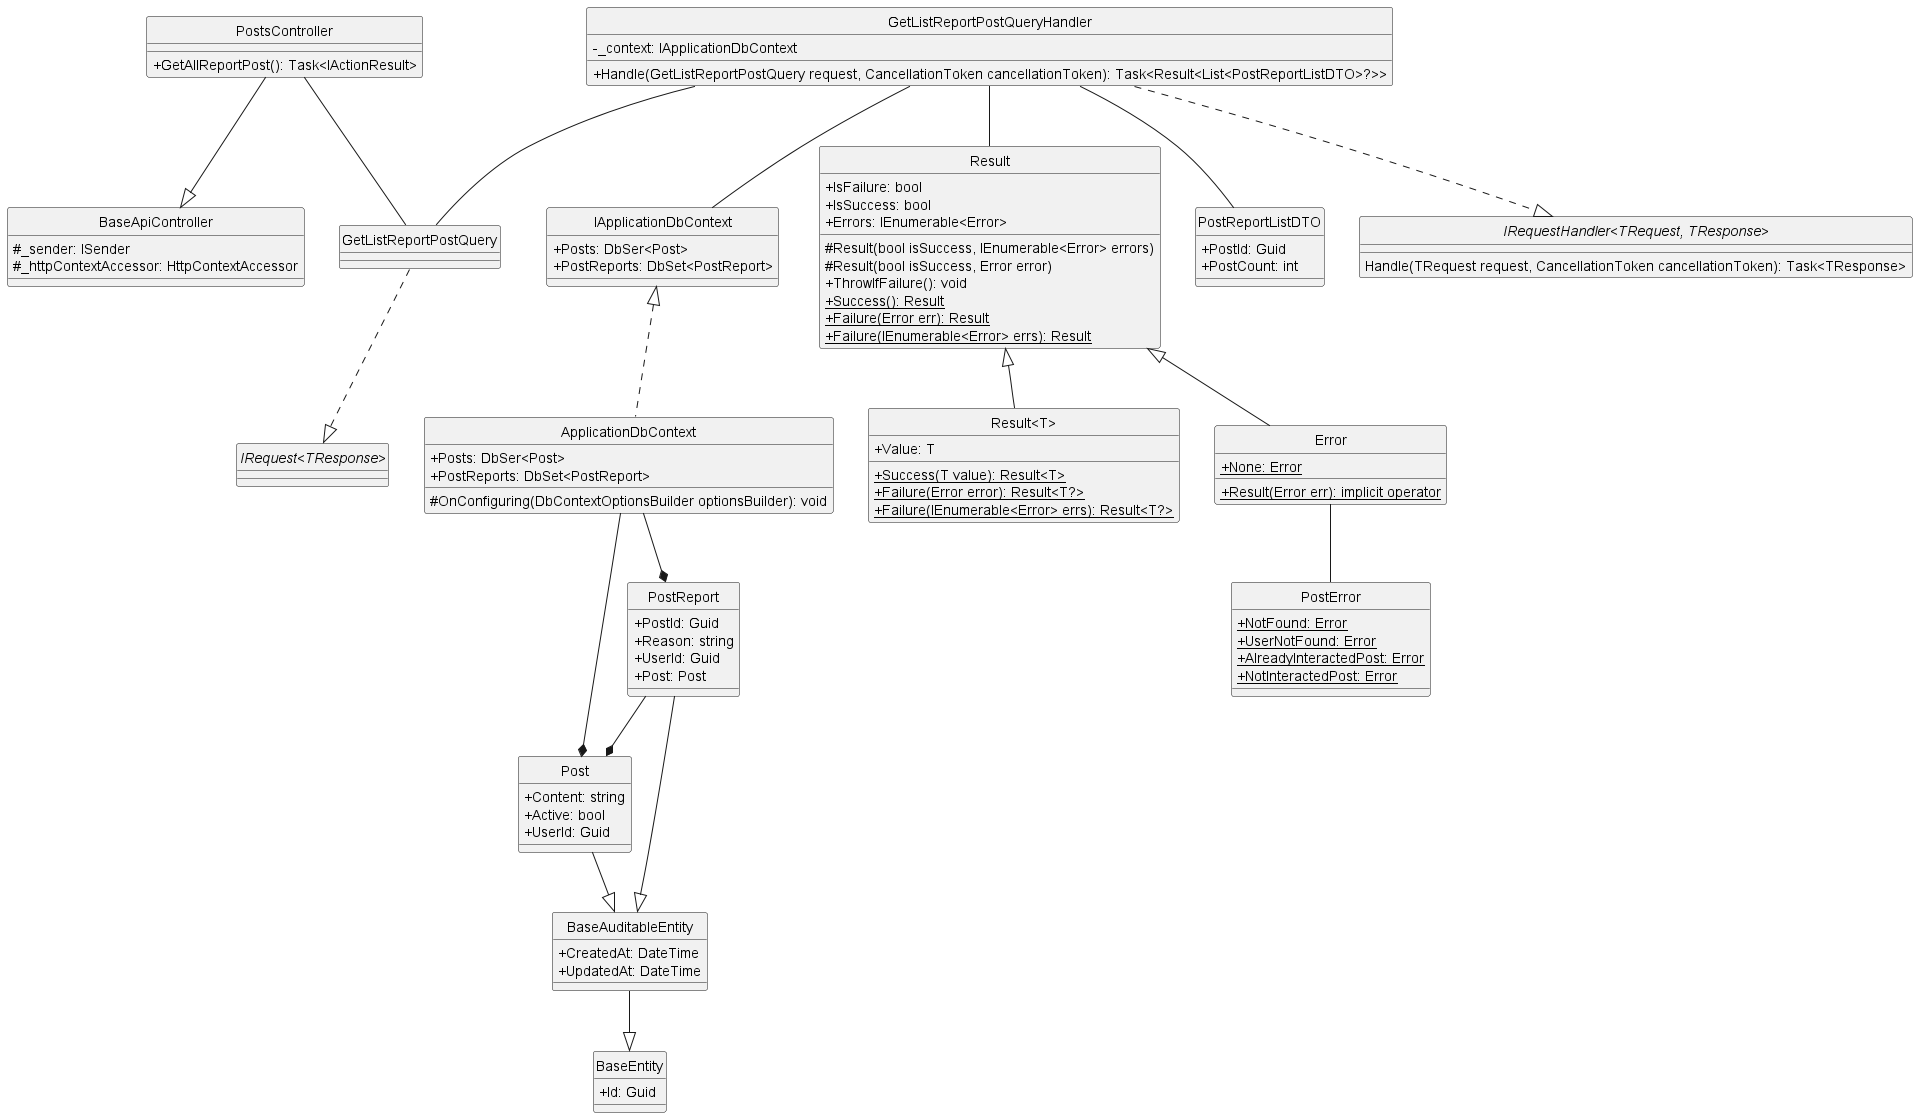 PostsController
+GetAllReportPost(): Task<IActionResult>
GetListReportPostQueryHandler
-_context: IApplicationDbContext
+Handle(GetListReportPostQuery request, CancellationToken cancellationToken): Task<Result<List<PostReportListDTO>?>>
BaseApiController
#_sender: ISender
#_httpContextAccessor: HttpContextAccessor
GetListReportPostQuery
IApplicationDbContext
+Posts: DbSer<Post>
+PostReports: DbSet<PostReport>
Result
+IsFailure: bool
+IsSuccess: bool
+Errors: IEnumerable<Error>
#Result(bool isSuccess, IEnumerable<Error> errors)
#Result(bool isSuccess, Error error)
+ThrowIfFailure(): void
+Success(): Result
+Failure(Error err): Result
+Failure(IEnumerable<Error> errs): Result
PostReportListDTO
+PostId: Guid
+PostCount: int
IRequestHandler<TRequest, TResponse>
Handle(TRequest request, CancellationToken cancellationToken): Task<TResponse>
IRequest<TResponse>
ApplicationDbContext
+Posts: DbSer<Post>
+PostReports: DbSet<PostReport>
#OnConfiguring(DbContextOptionsBuilder optionsBuilder): void
Result<T>
+Value: T
+Success(T value): Result<T>
+Failure(Error error): Result<T?>
+Failure(IEnumerable<Error> errs): Result<T?>
Error
+None: Error
+Result(Error err): implicit operator
PostReport
+PostId: Guid
+Reason: string
+UserId: Guid
+Post: Post
PostError
+NotFound: Error
+UserNotFound: Error
+AlreadyInteractedPost: Error
+NotInteractedPost: Error
Post
+Content: string
+Active: bool
+UserId: Guid
BaseAuditableEntity
+CreatedAt: DateTime
+UpdatedAt: DateTime
BaseEntity
+Id: Guid